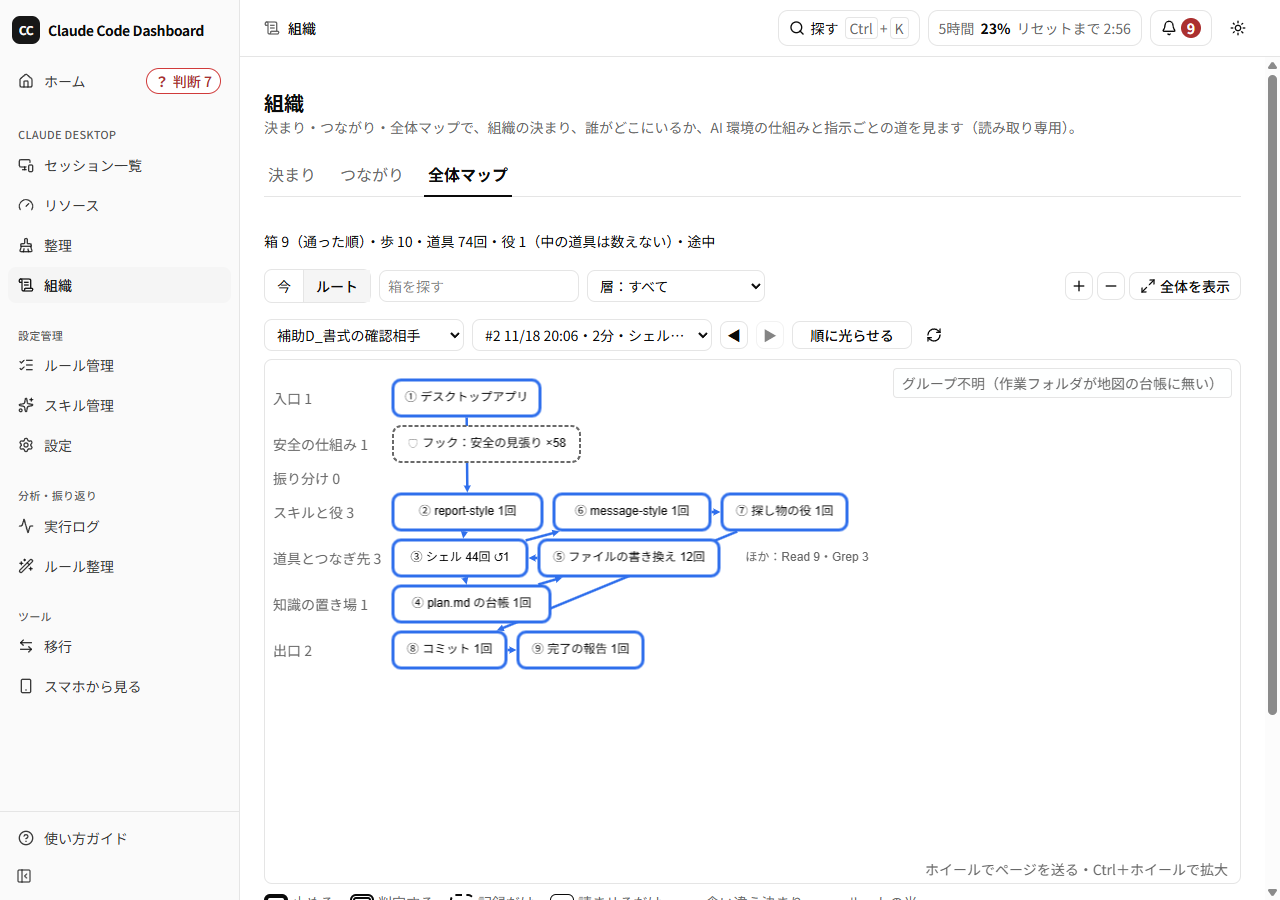 CC Claude Code Dashboard
ホーム
? 判断 7
CLAUDE DESKTOP
セッション一覧
リソース
整理
組織
設定管理
ルール管理
スキル管理
設定
分析・振り返り
実行ログ
ルール整理
ツール
移行
スマホから見る
使い方ガイド
組織
探す Ctrl + K
5時間 23% リセットまで 2:56
9
組織
決まり・つながり・全体マップで、組織の決まり、誰がどこにいるか、AI 環境の仕組みと指示ごとの道を見ます（読み取り専用）。
決まり つながり 全体マップ
箱 9（通った順）・歩 10・道具 74回・役 1（中の道具は数えない）・途中
今 ルート 箱を探す 層：すべて + − 全体を表示
補助D_書式の確認相手 #2 11/18 20:06・2分・シェル… ◀ ▶ 順に光らせる
グループ不明（作業フォルダが地図の台帳に無い）
入口 1 ① デスクトップアプリ
安全の仕組み 1 フック：安全の見張り ×58
振り分け 0
スキルと役 3 ② report-style 1回 ⑥ message-style 1回 ⑦ 探し物の役 1回
道具とつなぎ先 3 ③ シェル 44回 ↺1 ⑤ ファイルの書き換え 12回 ほか：Read 9・Grep 3
知識の置き場 1 ④ plan.md の台帳 1回
出口 2 ⑧ コミット 1回 ⑨ 完了の報告 1回
ホイールでページを送る・Ctrl＋ホイールで拡大